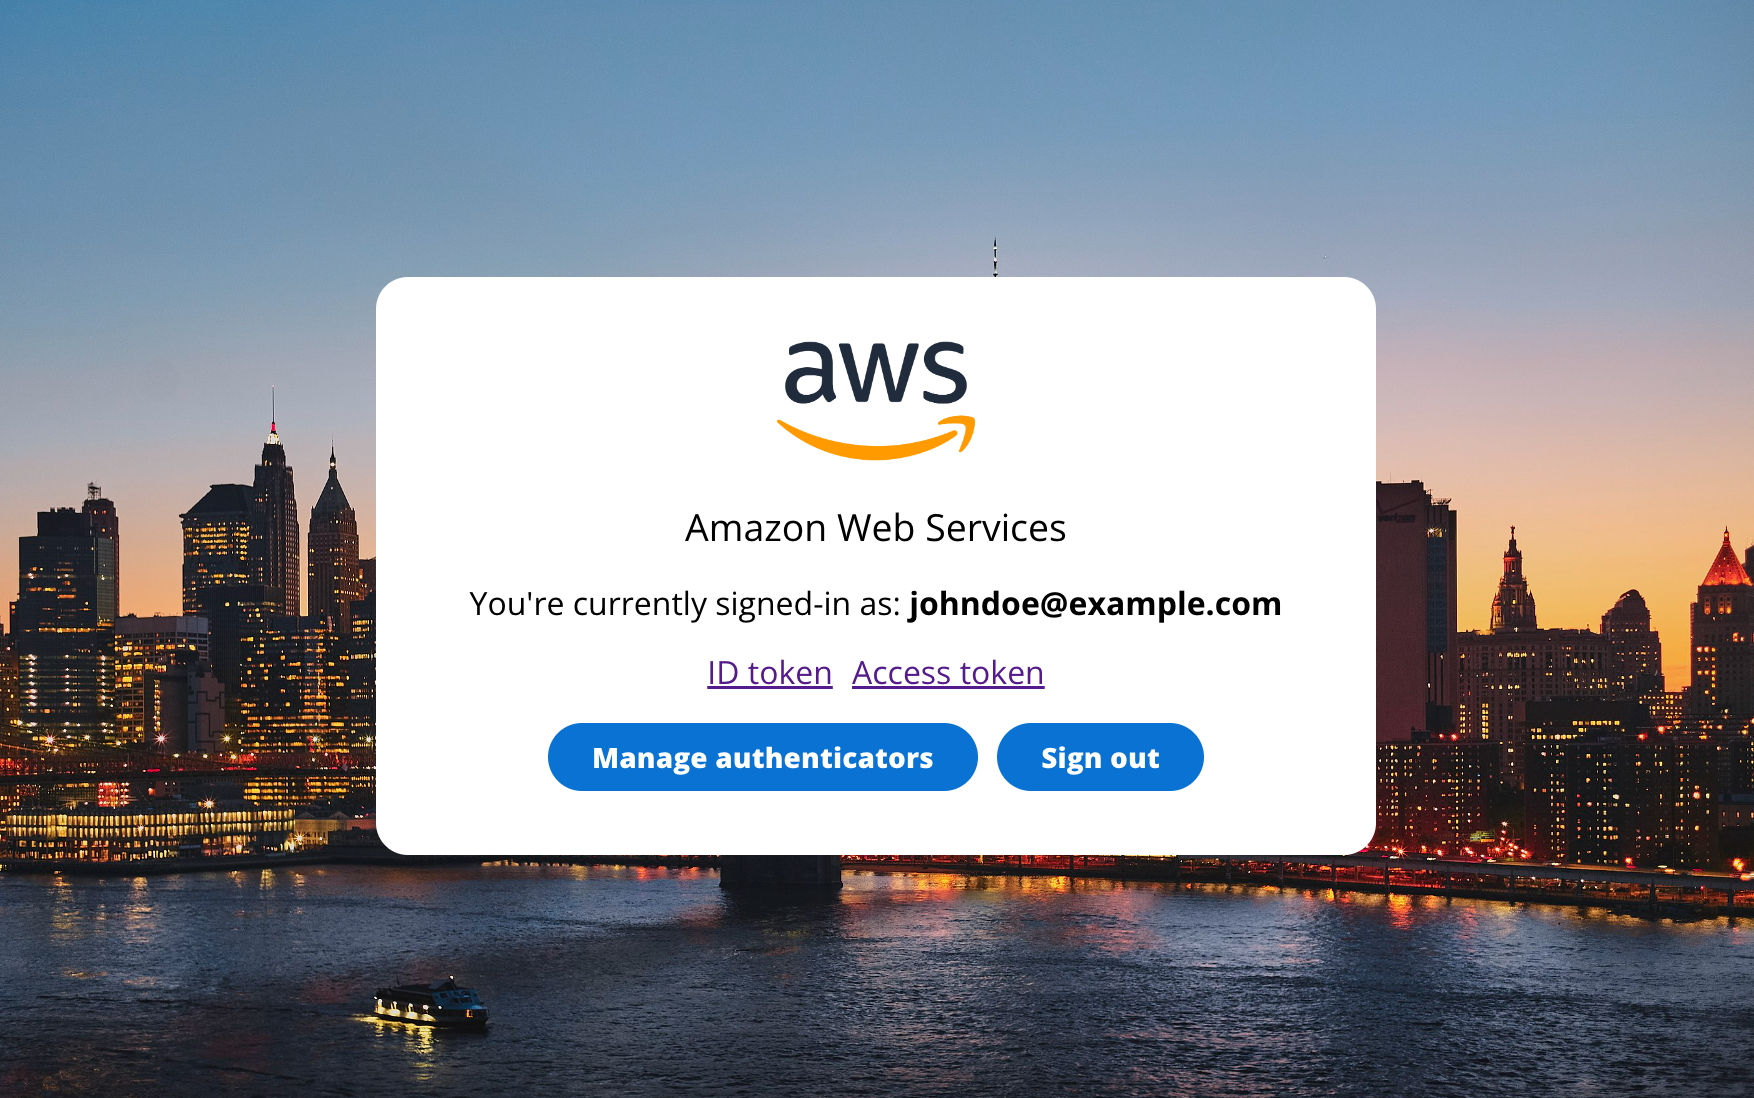 aws
Amazon Web Services
You're currently signed-in as: johndoe@example.com
ID token Access token
Manage authenticators Sign out
verizon